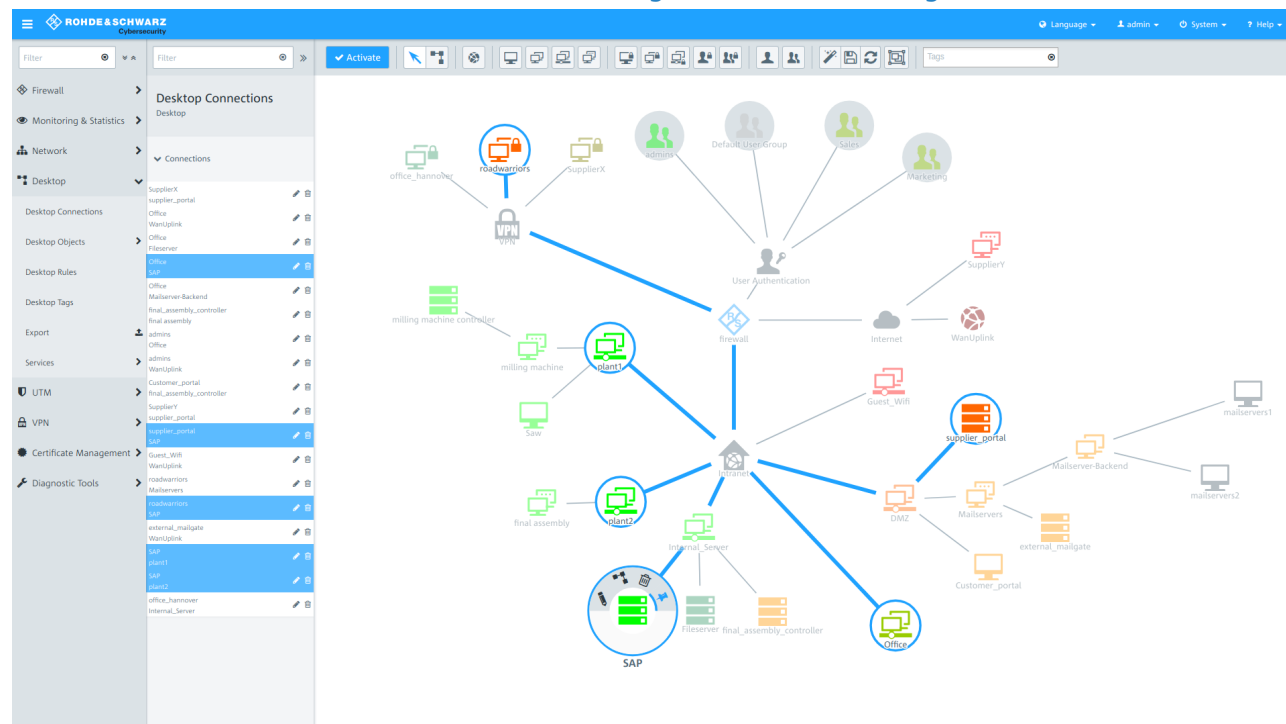 ROHDE&SCHWARZ
Cybersecurity
Language
admin
System
? Help
Filter
Filter
Activate
Tags
Firewall
Monitoring & Statistics
Network
Desktop
Desktop Connections
Desktop Objects
Desktop Rules
Desktop Tags
Export
Services
UTM
VPN
Certificate Management
Diagnostic Tools
Desktop Connections
Desktop
Connections
SupplierX
supplier_portal
Office
WanUplink
Office
Fileserver
Office
SAP
Office
Mailserver-Backend
final_assembly_controller
final assembly
admins
Office
admins
WanUplink
Customer_portal
final_assembly_controller
SupplierY
supplier_portal
supplier_portal
SAP
Guest_Wifi
WanUplink
roadwarriors
Mailservers
roadwarriors
SAP
external_mailgate
WanUplink
SAP
plant1
SAP
plant2
office_hannover
Internal_Server
admins
Default User Group
Sales
Marketing
office_hannover
roadwarriors
SupplierX
VPN
VPN
User Authentication
SupplierY
milling machine controller
R/S
firewall
Internet
WanUplink
milling machine
plant1
Saw
Guest_Wifi
supplier_portal
mailservers1
Intranet
Mailserver-Backend
mailservers2
final assembly
plant2
DMZ
Mailservers
Internal_Server
external_mailgate
Customer_portal
Fileserver
final_assembly_controller
Office
SAP